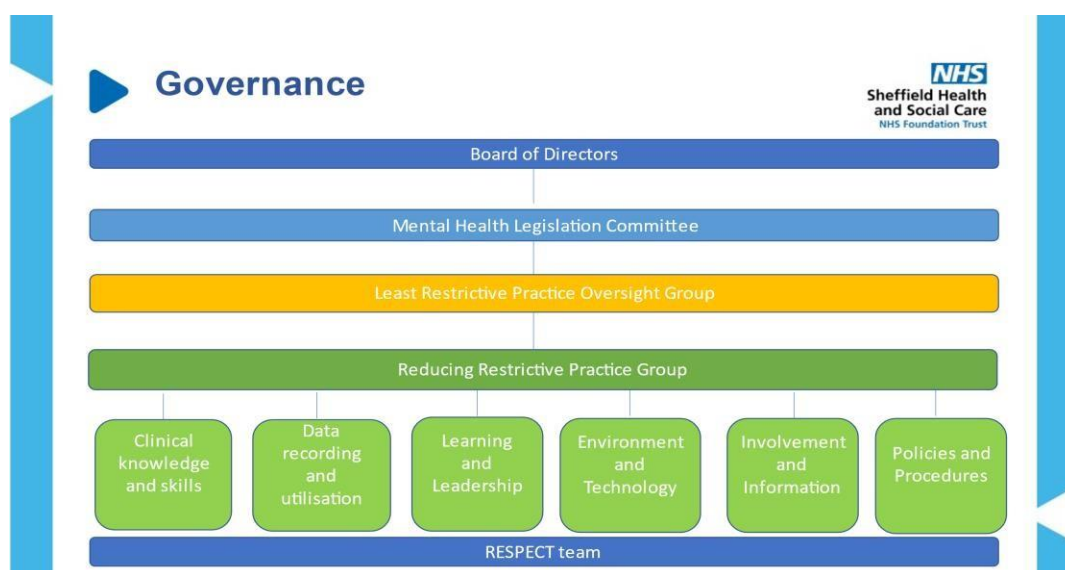 Governance
NHS
Sheffield Health
and Social Care
NHS Foundation Trust
Board of Directors
Mental Health Legislation Committee
Least Restrictive Practice Oversight Group
Reducing Restrictive Practice Group
Clinical
knowledge
and skills
Data
recording
and
utilisation
Learning
and
Leadership
Environment
and
Technology
Involvement
and
Information
Policies and
Procedures
RESPECT team